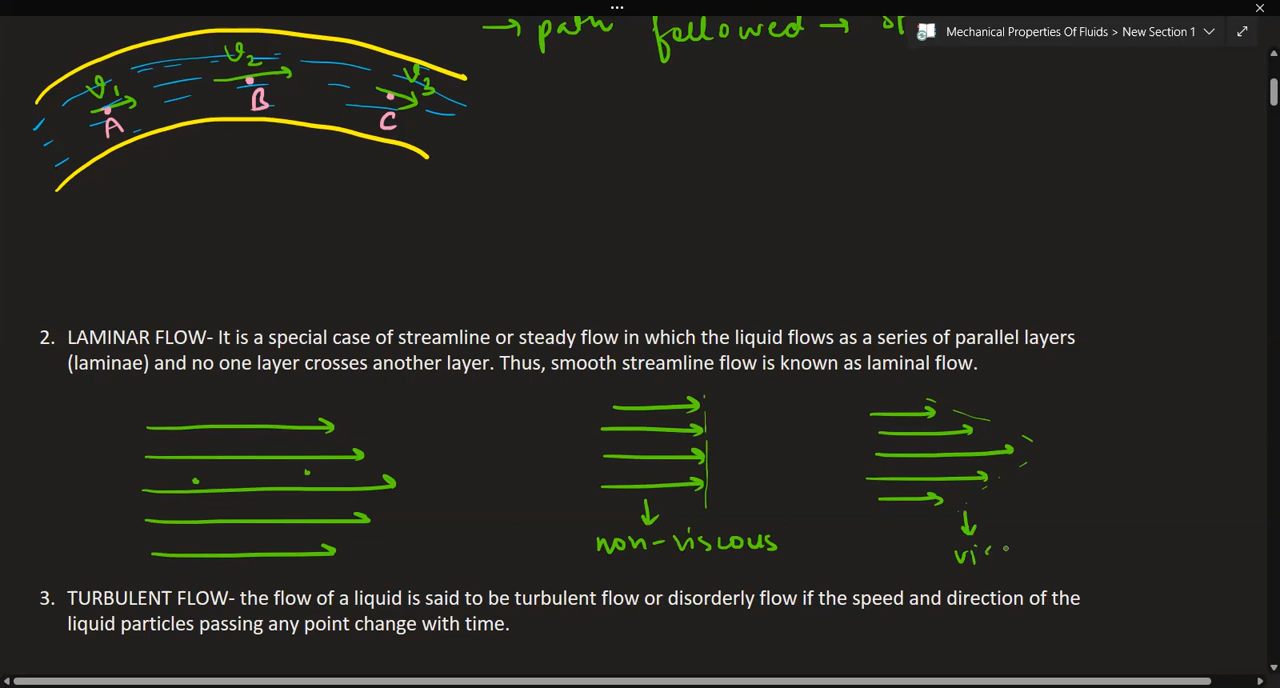 → path followed →
Mechanical Properties Of Fluids > New Section 1
v₁
v₂
v₃
A
B
C
2. LAMINAR FLOW- It is a special case of streamline or steady flow in which the liquid flows as a series of parallel layers
(laminae) and no one layer crosses another layer. Thus, smooth streamline flow is known as laminal flow.
non-viscous
vis
3. TURBULENT FLOW- the flow of a liquid is said to be turbulent flow or disorderly flow if the speed and direction of the
liquid particles passing any point change with time.